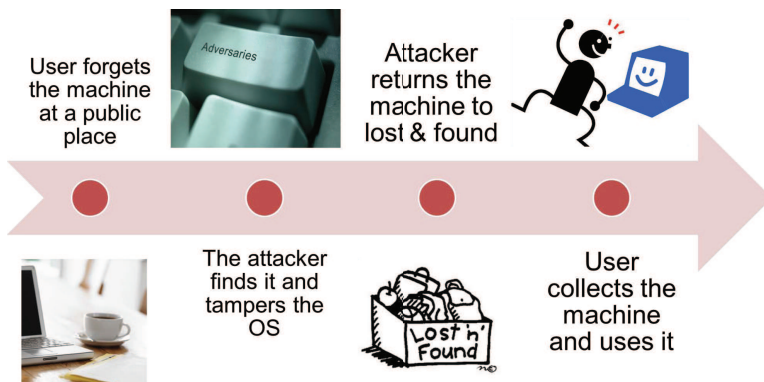 User forgets
the machine
at a public
place
Adversaries
The attacker
finds it and
tampers the
OS
Attacker
returns the
machine to
lost & found
Lost 'n'
Found
User
collects the
machine
and uses it